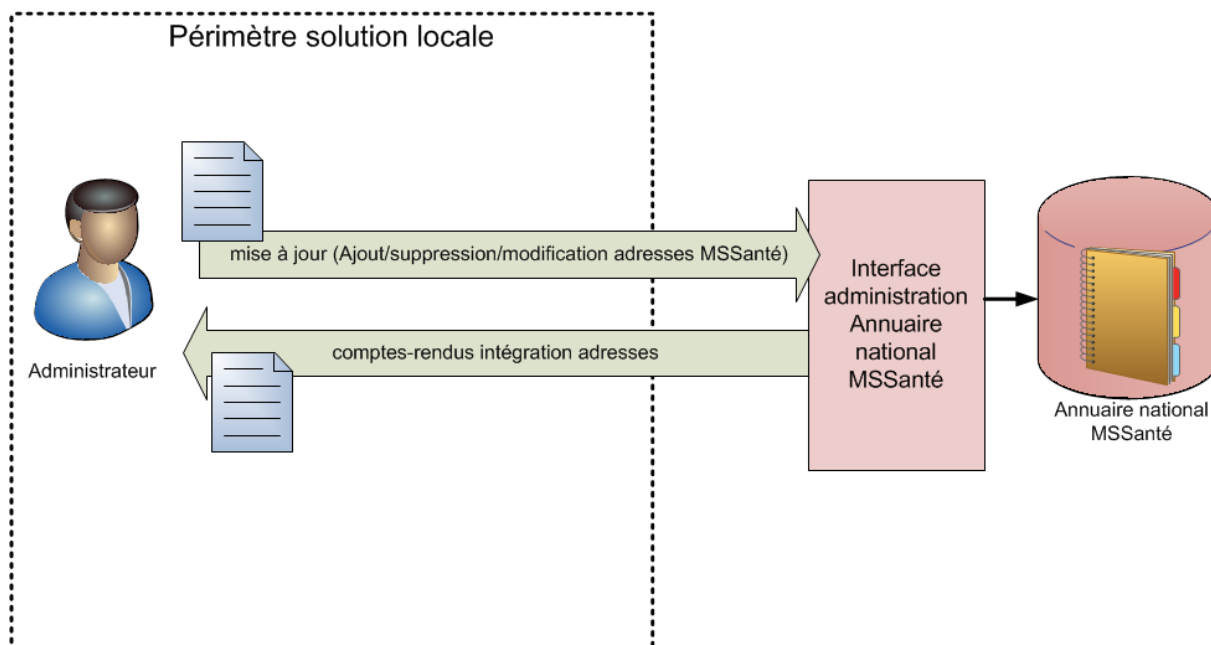 Périmètre solution locale
mise à jour (Ajout/suppression/modification adresses MSSanté)
Interface
administration
Annuaire
national
MSSanté
comptes-rendus intégration adresses
Administrateur
Annuaire national
MSSanté